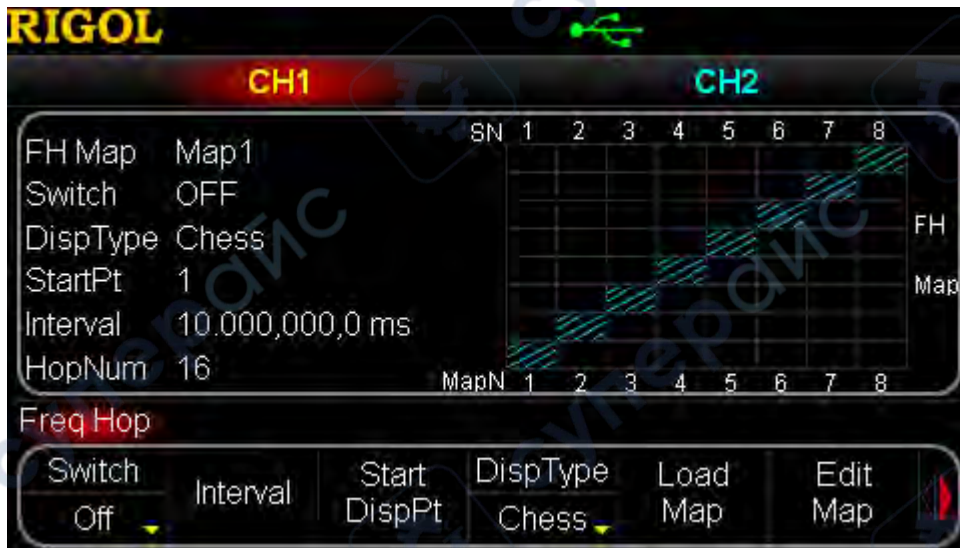 RIGOL
CH1 CH2
SN 1 2 3 4 5 6 7 8
FH Map Map1
Switch OFF
DispType Chess
FH
StartPt 1
Map
Interval 10.000,000,0 ms
HopNum 16
MapN 1 2 3 4 5 6 7 8
Freq Hop
Switch
Off
Interval
Start
DispPt
DispType
Chess
Load
Map
Edit
Map